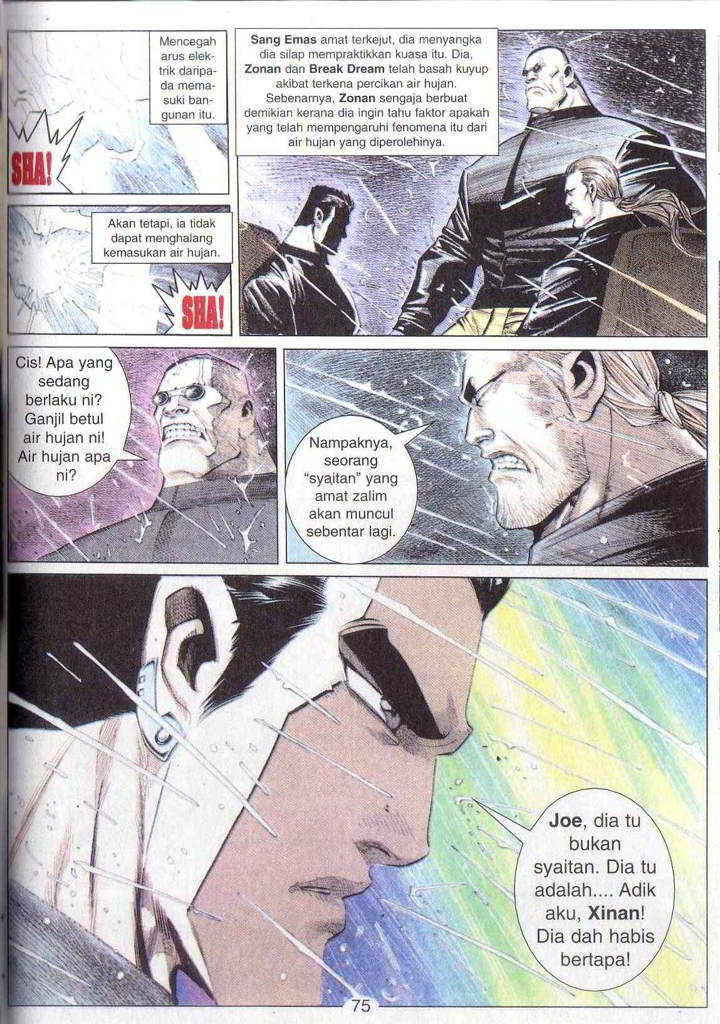 Mencegah
arus elek-
trik daripa-
da mema-
suki ban-
gunan itu.
SHA!
Sang Emas amat terkejut, dia menyangka
dia silap mempraktikkan kuasa itu. Dia,
Zonan dan Break Dream telah basah kuyup
akibat terkena percikan air hujan.
Sebenarnya, Zonan sengaja berbuat
demikian kerana dia ingin tahu faktor apakah
yang telah mempengaruhi fenomena itu dari
air hujan yang diperolehinya.
Akan tetapi, ia tidak
dapat menghalang
kemasukan air hujan.
SHA!
Cis! Apa yang
sedang
berlaku ni?
Ganjil betul
air hujan ni!
Air hujan apa
ni?
Nampaknya,
seorang
“syaitan” yang
amat zalim
akan muncul
sebentar lagi.
Joe, dia tu
bukan
syaitan. Dia tu
adalah.... Adik
aku, Xinan!
Dia dah habis
bertapa!
75